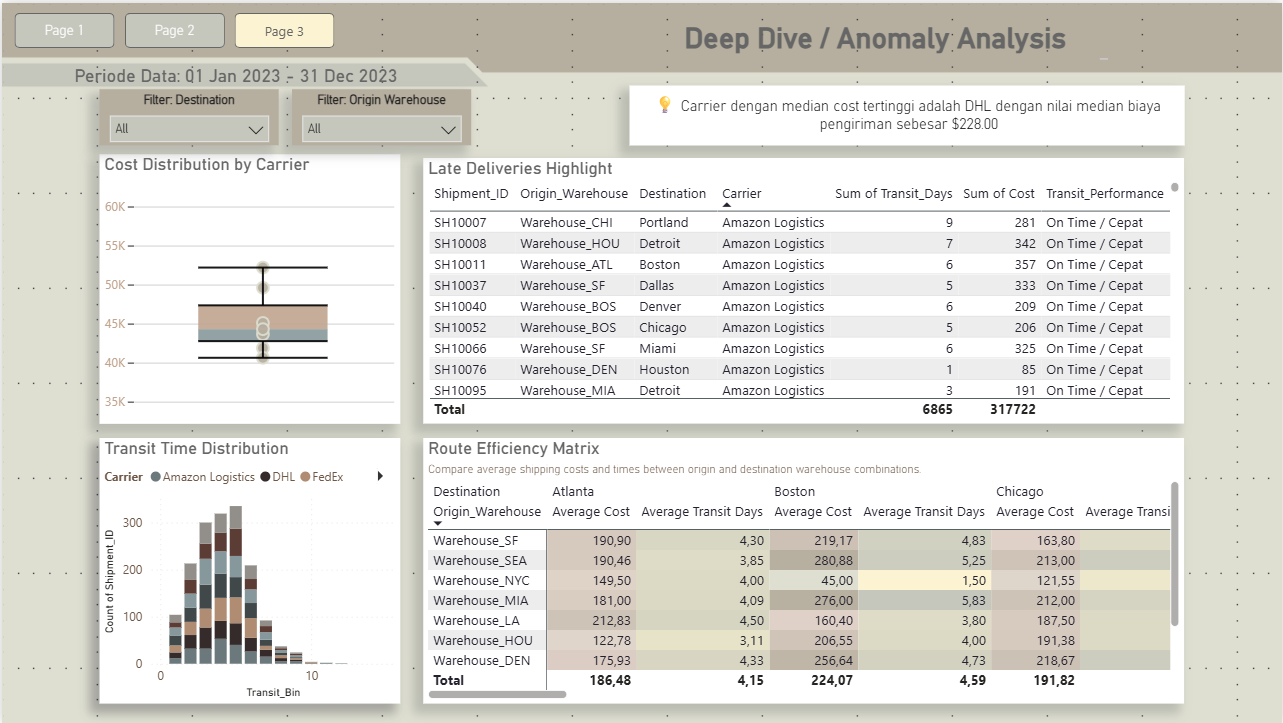 Page 1
Page 2
Page 3
Deep Dive / Anomaly Analysis
Periode Data: 01 Jan 2023 - 31 Dec 2023
Filter: Destination
All
Filter: Origin Warehouse
All
💡 Carrier dengan median cost tertinggi adalah DHL dengan nilai median biaya
pengiriman sebesar $228.00
Cost Distribution by Carrier
60K
55K
50K
45K
40K
35K
Late Deliveries Highlight
Shipment_ID Origin_Warehouse Destination Carrier Sum of Transit_Days Sum of Cost Transit_Performance
SH10007 Warehouse_CHI Portland Amazon Logistics 9 281 On Time / Cepat
SH10008 Warehouse_HOU Detroit Amazon Logistics 7 342 On Time / Cepat
SH10011 Warehouse_ATL Boston Amazon Logistics 6 357 On Time / Cepat
SH10037 Warehouse_SF Dallas Amazon Logistics 5 333 On Time / Cepat
SH10040 Warehouse_BOS Denver Amazon Logistics 6 209 On Time / Cepat
SH10052 Warehouse_BOS Chicago Amazon Logistics 5 206 On Time / Cepat
SH10066 Warehouse_SF Miami Amazon Logistics 6 325 On Time / Cepat
SH10076 Warehouse_DEN Houston Amazon Logistics 1 85 On Time / Cepat
SH10095 Warehouse_MIA Detroit Amazon Logistics 3 191 On Time / Cepat
Total 6865 317722
Transit Time Distribution
Carrier Amazon Logistics DHL FedEx
Count of Shipment_ID
300
200
100
0
0 10
Transit_Bin
Route Efficiency Matrix
Compare average shipping costs and times between origin and destination warehouse combinations.
Destination Atlanta Boston Chicago
Origin_Warehouse Average Cost Average Transit Days Average Cost Average Transit Days Average Cost Average Transi
Warehouse_SF 190,90 4,30 219,17 4,83 163,80
Warehouse_SEA 190,46 3,85 280,88 5,25 213,00
Warehouse_NYC 149,50 4,00 45,00 1,50 121,55
Warehouse_MIA 181,00 4,09 276,00 5,83 212,00
Warehouse_LA 212,83 4,50 160,40 3,80 187,50
Warehouse_HOU 122,78 3,11 206,55 4,00 191,38
Warehouse_DEN 175,93 4,33 256,64 4,73 218,67
Total 186,48 4,15 224,07 4,59 191,82